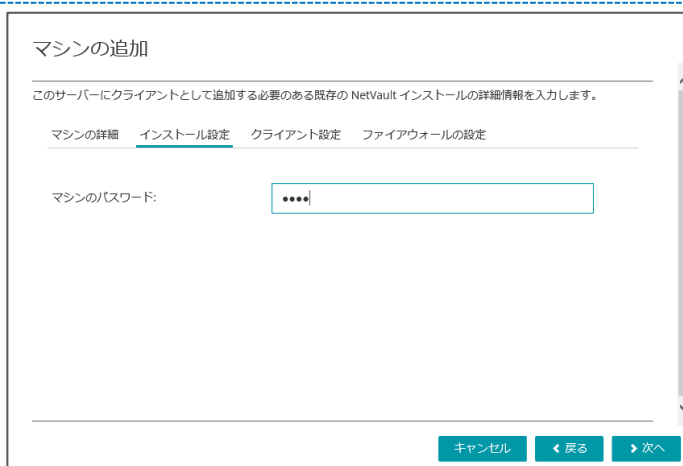 マシンの追加
このサーバーにクライアントとして追加する必要のある既存の NetVault インストールの詳細情報を入力します。
マシンの詳細 インストール設定 クライアント設定 ファイアウォールの設定
マシンのパスワード: ••••
キャンセル 戻る 次へ